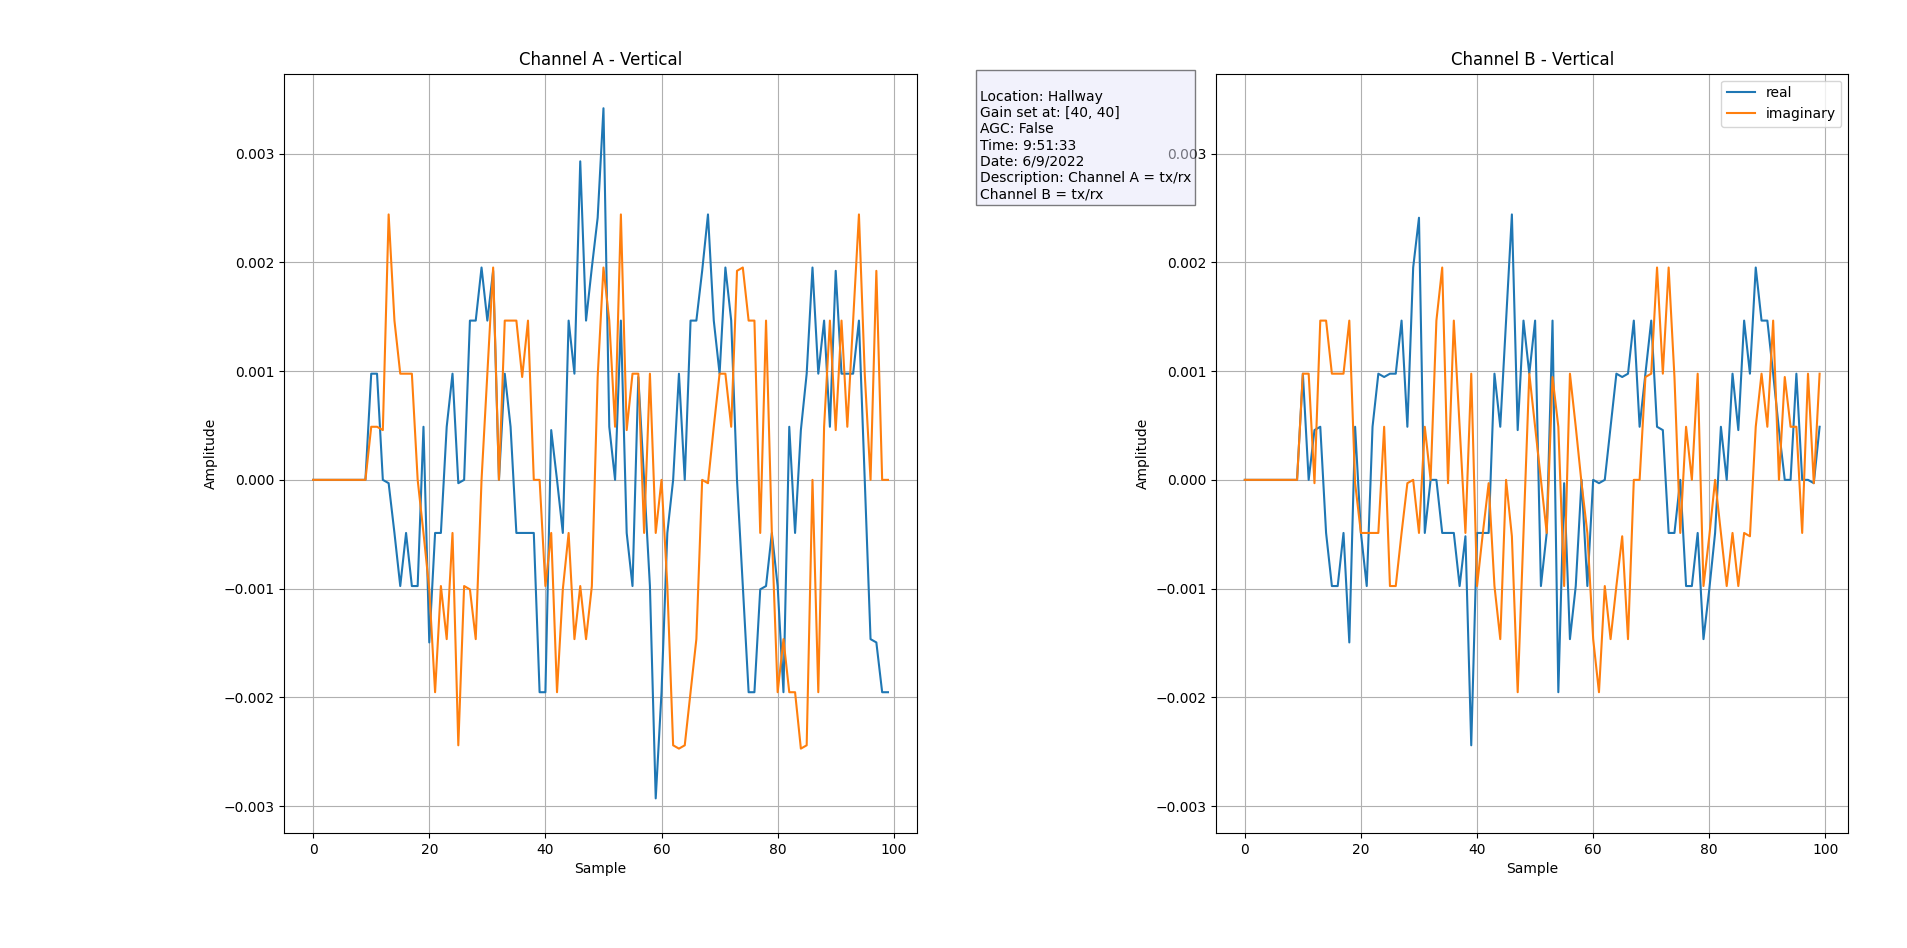 Channel A - Vertical
0.003
0.002
0.001
0.000
−0.001
−0.002
−0.003
Amplitude
0 20 40 60 80 100
Sample
Location: Hallway
Gain set at: [40, 40]
AGC: False
Time: 9:51:33
Date: 6/9/2022
Description: Channel A = tx/rx
Channel B = tx/rx
Channel B - Vertical
real
imaginary
0.003
0.002
0.001
0.000
−0.001
−0.002
−0.003
Amplitude
0 20 40 60 80 100
Sample